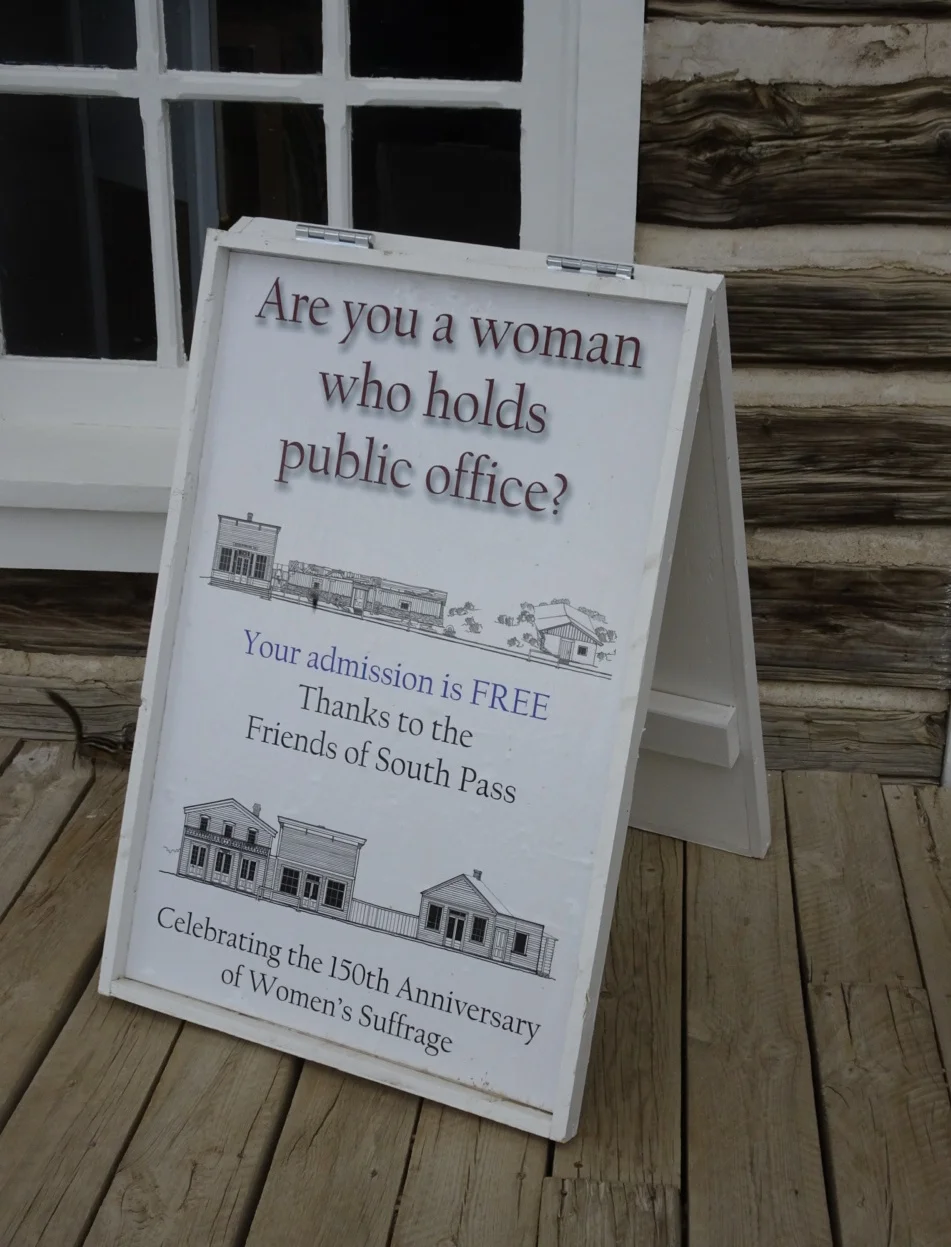 Are you a woman
who holds
public office?
Your admission is FREE
Thanks to the
Friends of South Pass
Celebrating the 150th Anniversary
of Women's Suffrage